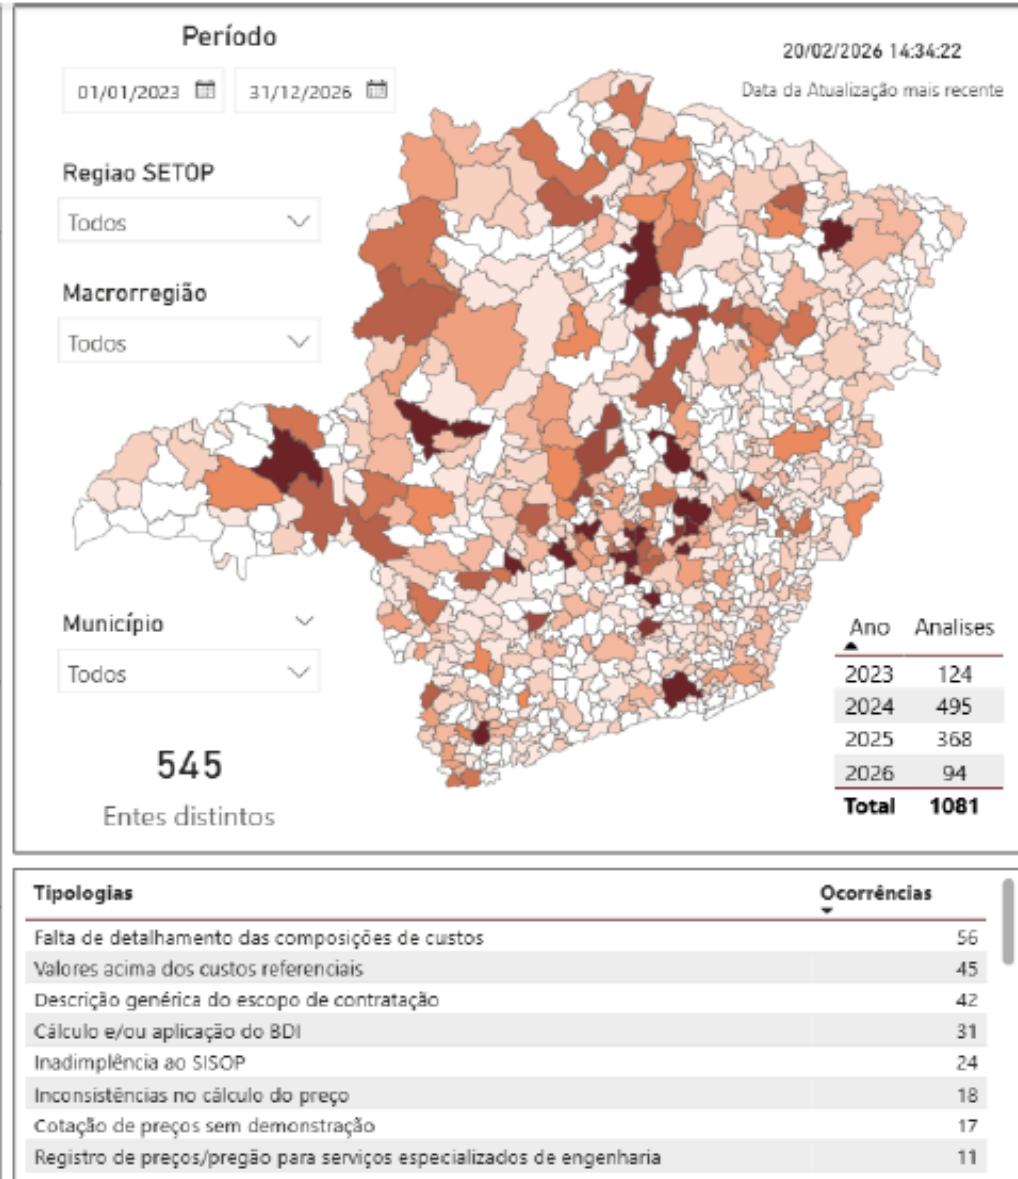 Período
01/01/2023
31/12/2026
20/02/2026 14:34:22
Data da Atualização mais recente
Regiao SETOP
Todos
Macrorregião
Todos
Município
Todos
545
Entes distintos
Ano Analises
2023 124
2024 495
2025 368
2026 94
Total 1081
Tipologias Ocorrências
Falta de detalhamento das composições de custos 56
Valores acima dos custos referenciais 45
Descrição genérica do escopo de contratação 42
Cálculo e/ou aplicação do BDI 31
Inadimplência ao SISOP 24
Inconsistências no cálculo do preço 18
Cotação de preços sem demonstração 17
Registro de preços/pregão para serviços especializados de engenharia 11